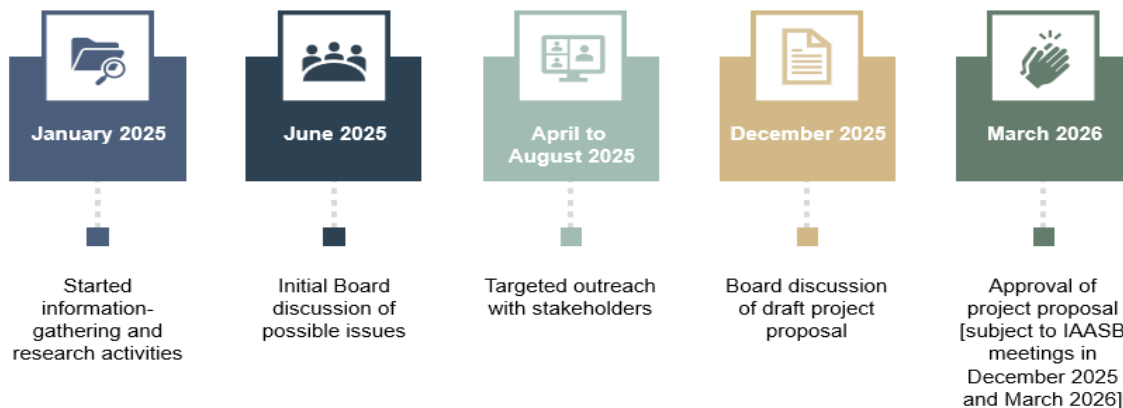 January 2025
June 2025
April to
August 2025
December 2025
March 2026
Started
information-
gathering and
research activities
Initial Board
discussion of
possible issues
Targeted outreach
with stakeholders
Board discussion
of draft project
proposal
Approval of
project proposal
[subject to IAASB
meetings in
December 2025
and March 2026]